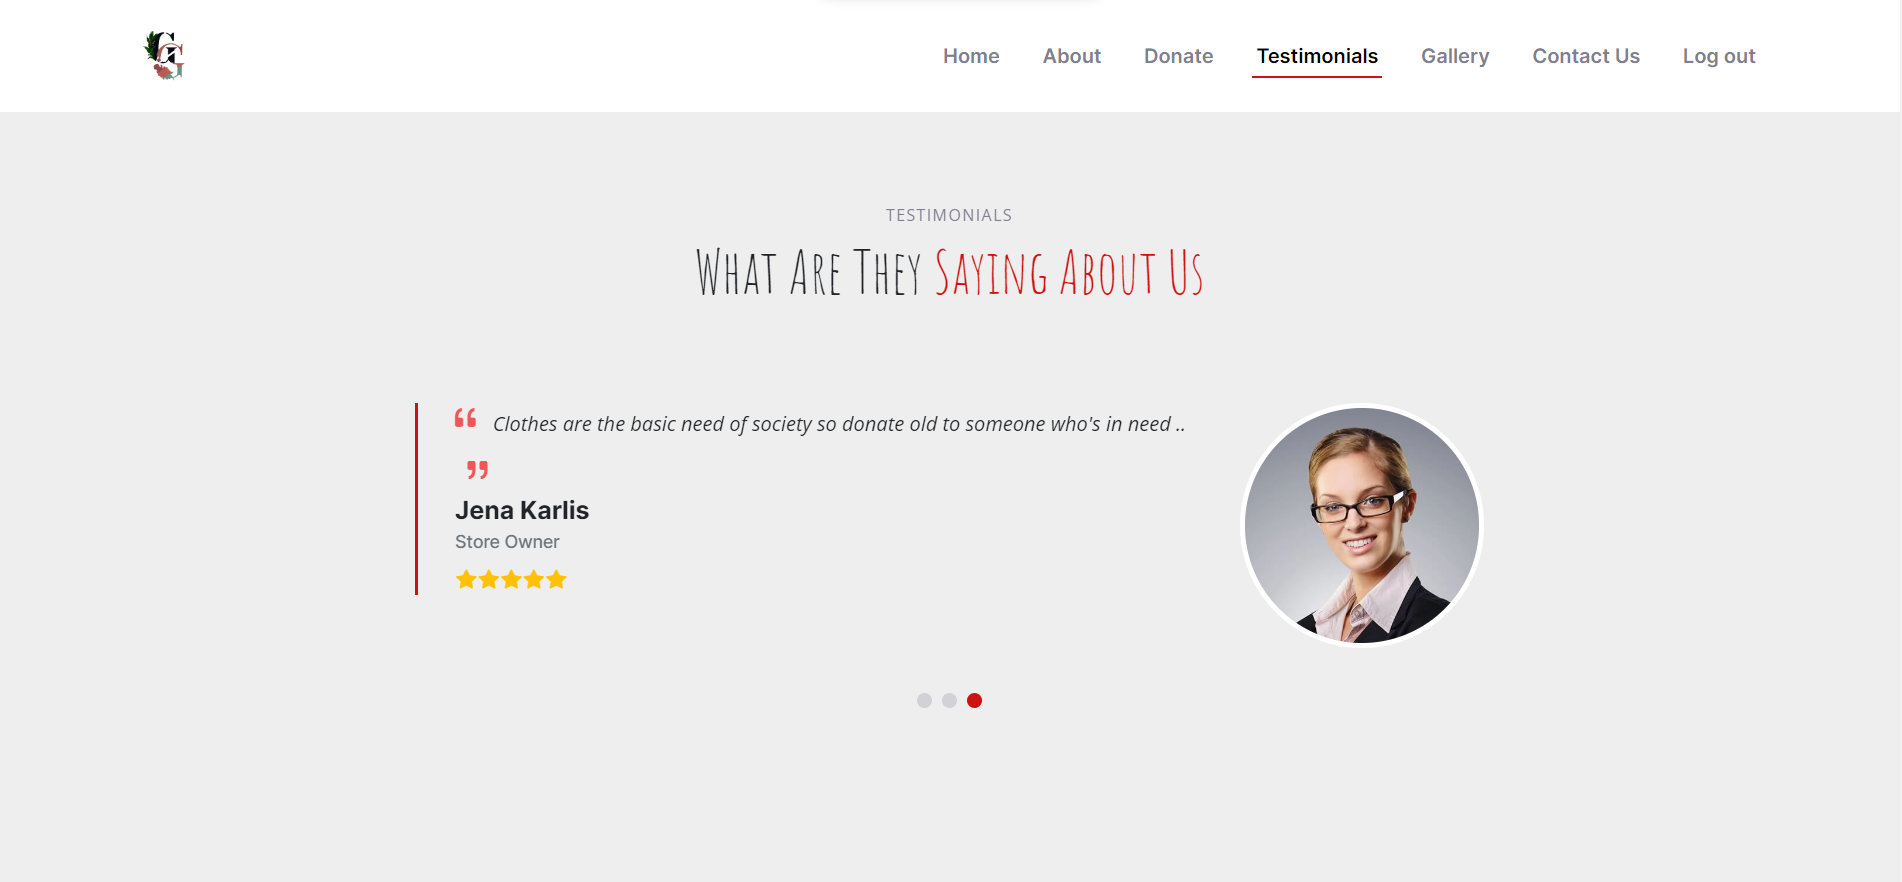 Home About Donate Testimonials Gallery Contact Us Log out
TESTIMONIALS
What Are They Saying About Us
“ Clothes are the basic need of society so donate old to someone who's in need ..
”
Jena Karlis
Store Owner